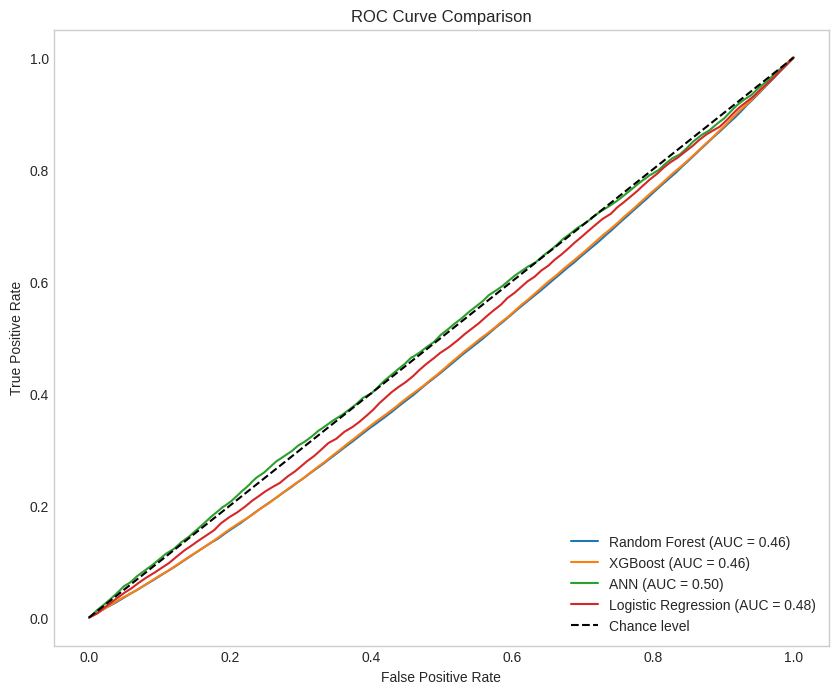 ROC Curve Comparison
True Positive Rate
1.0
0.8
0.6
0.4
0.2
0.0
Random Forest (AUC = 0.46)
XGBoost (AUC = 0.46)
ANN (AUC = 0.50)
Logistic Regression (AUC = 0.48)
Chance level
0.0 0.2 0.4 0.6 0.8 1.0
False Positive Rate